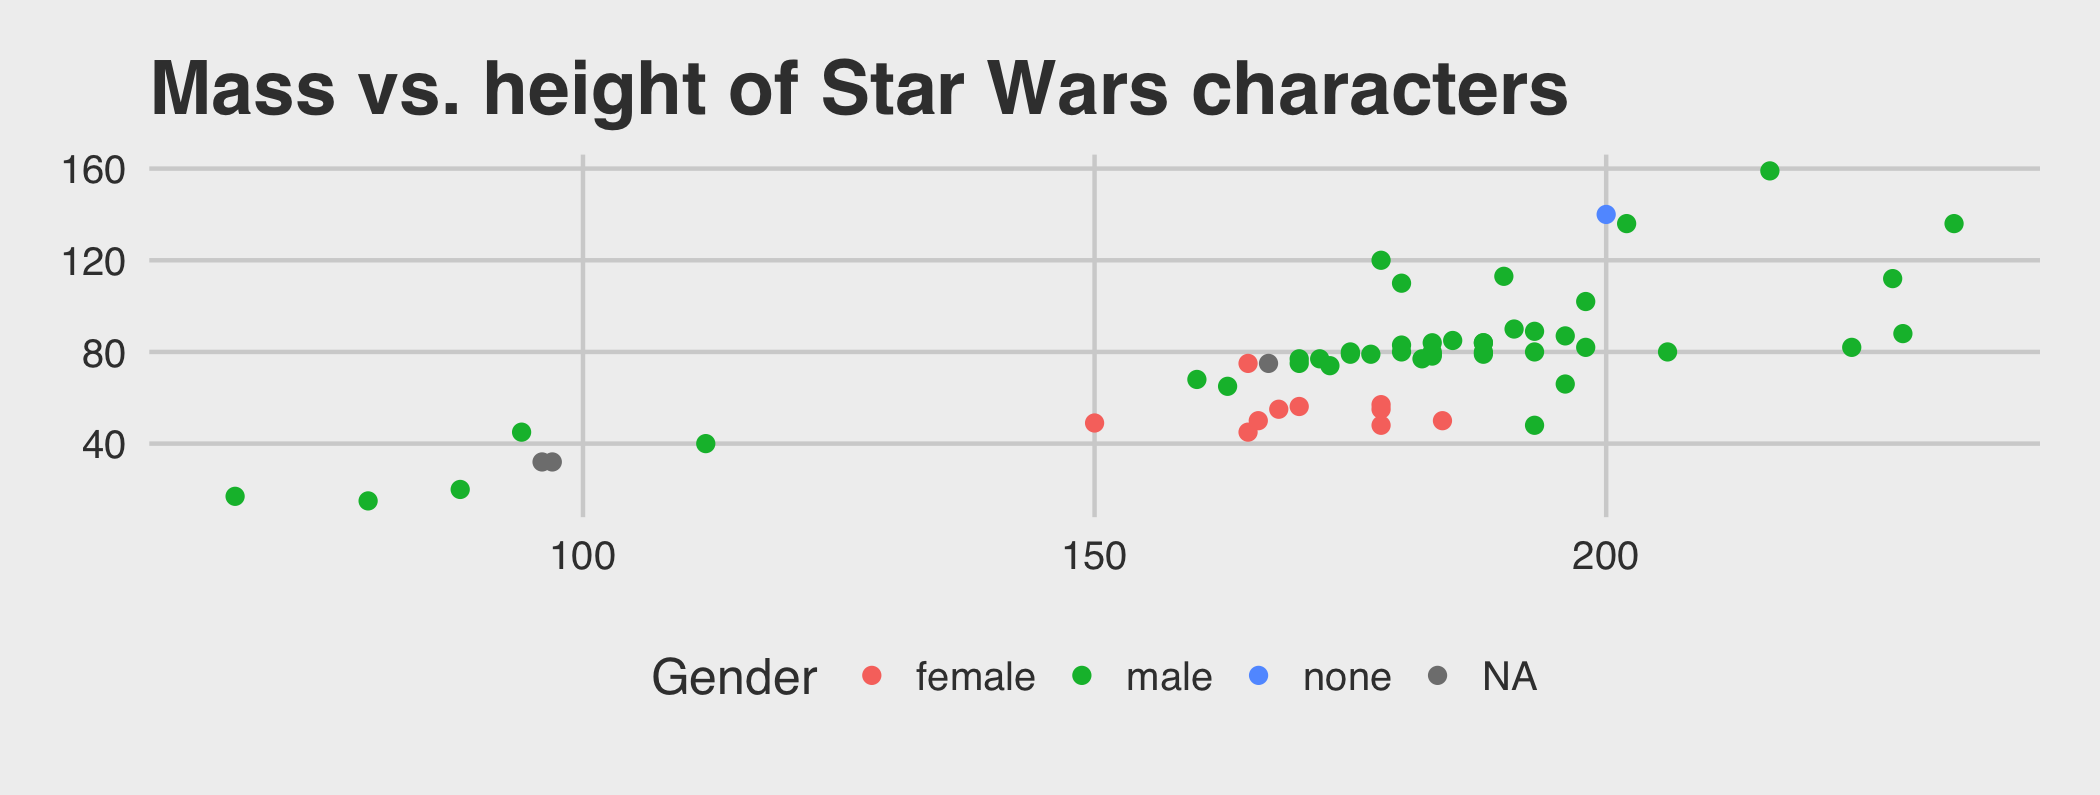 Mass vs. height of Star Wars characters
160
120
80
40
100 150 200
Gender female male none NA